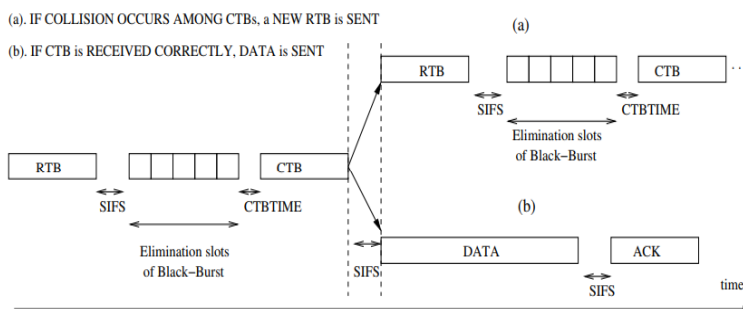 (a). IF COLLISION OCCURS AMONG CTBs, a NEW RTB is SENT
(b). IF CTB is RECEIVED CORRECTLY, DATA is SENT
(a)
RTB
CTB
..
SIFS
CTBTIME
Elimination slots
of Black-Burst
RTB
CTB
SIFS
CTBTIME
Elimination slots
of Black-Burst
(b)
SIFS
DATA
ACK
SIFS
time